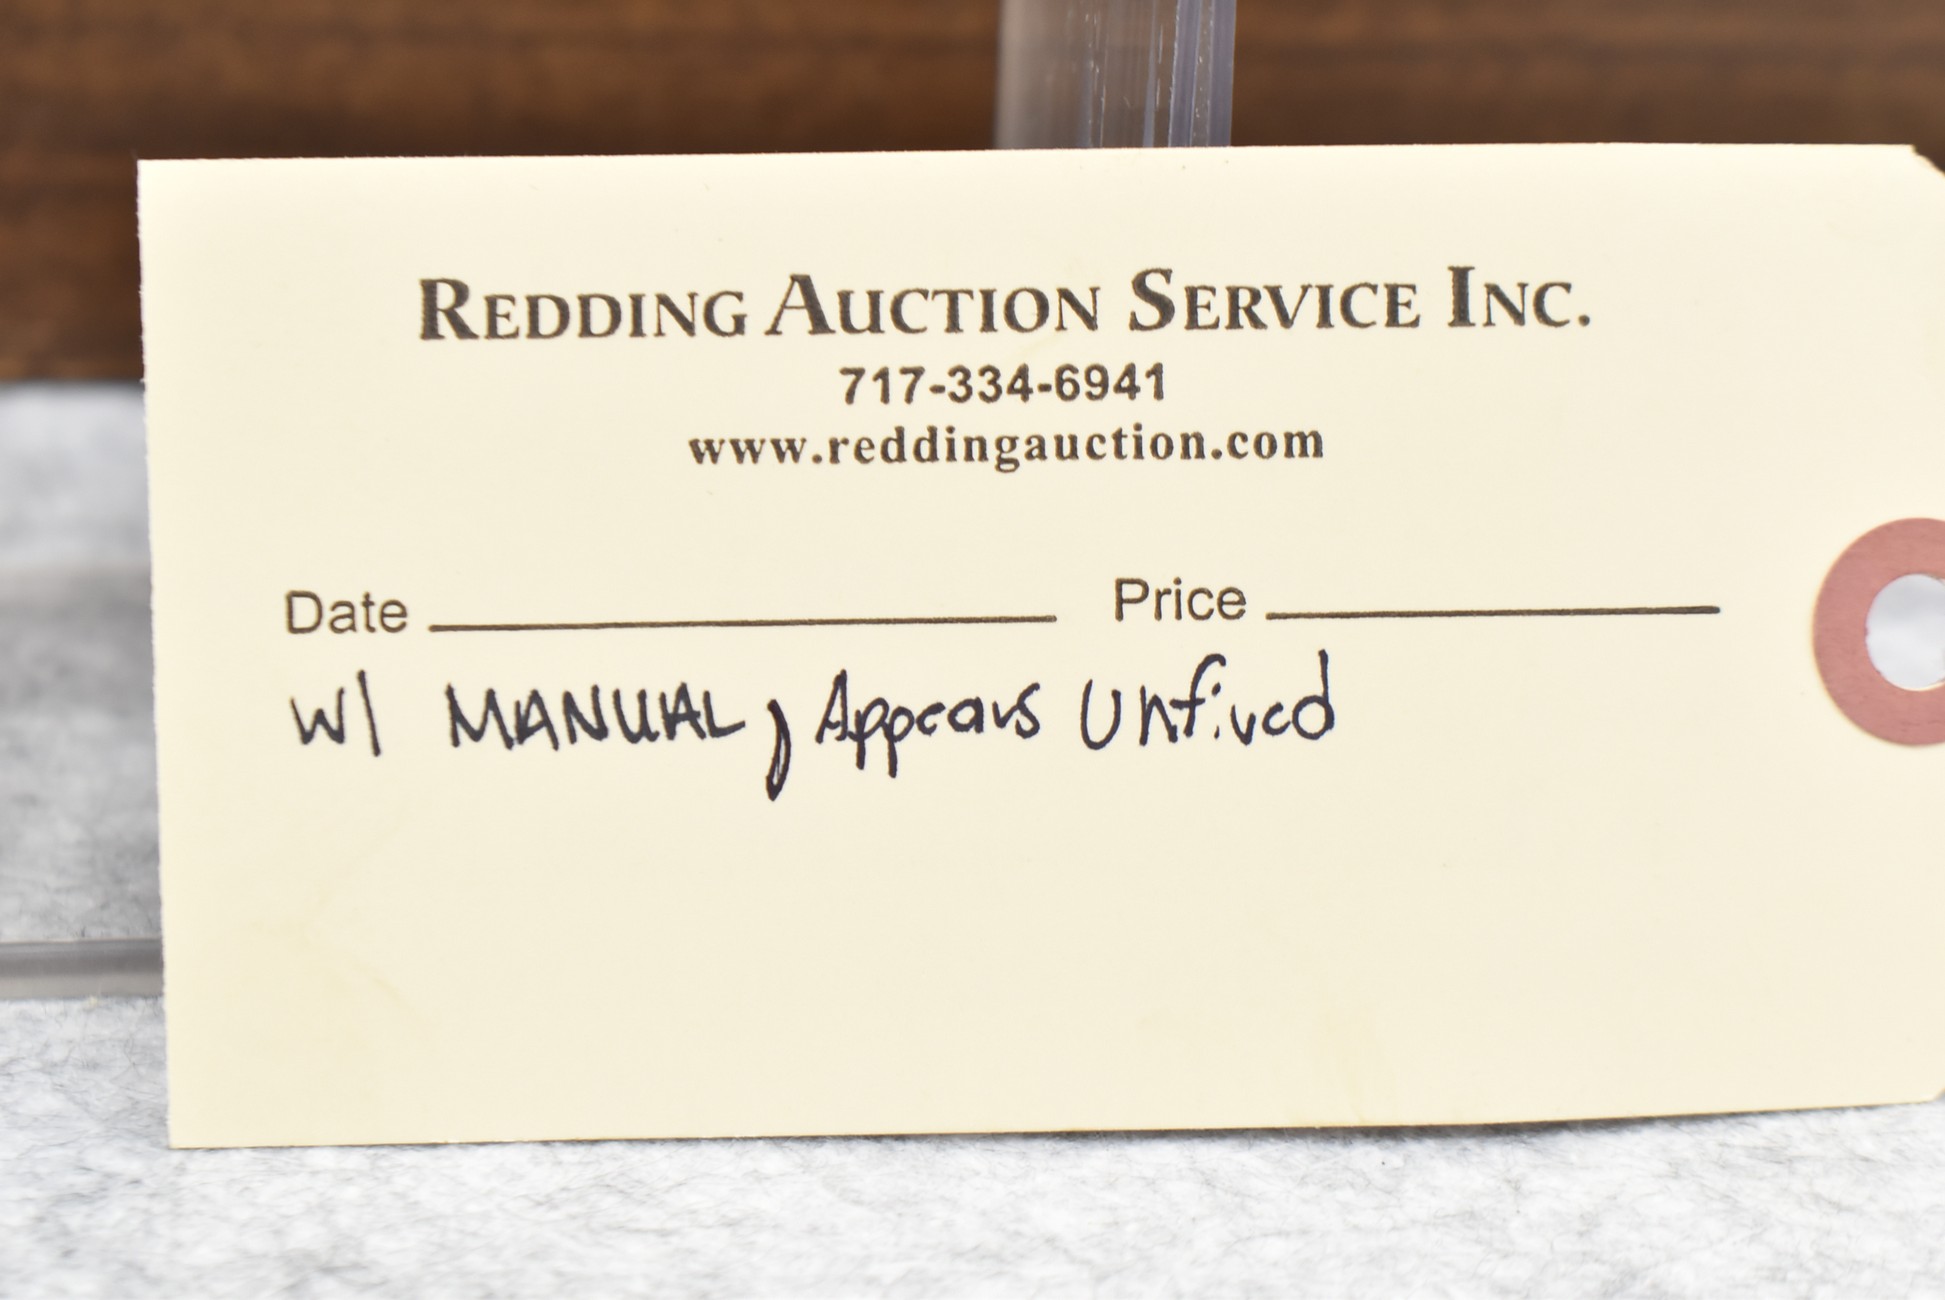 REDDING AUCTION SERVICE INC.
717-334-6941
www.reddingauction.com
Date Price
W/ MANUAL, Appears Unfired